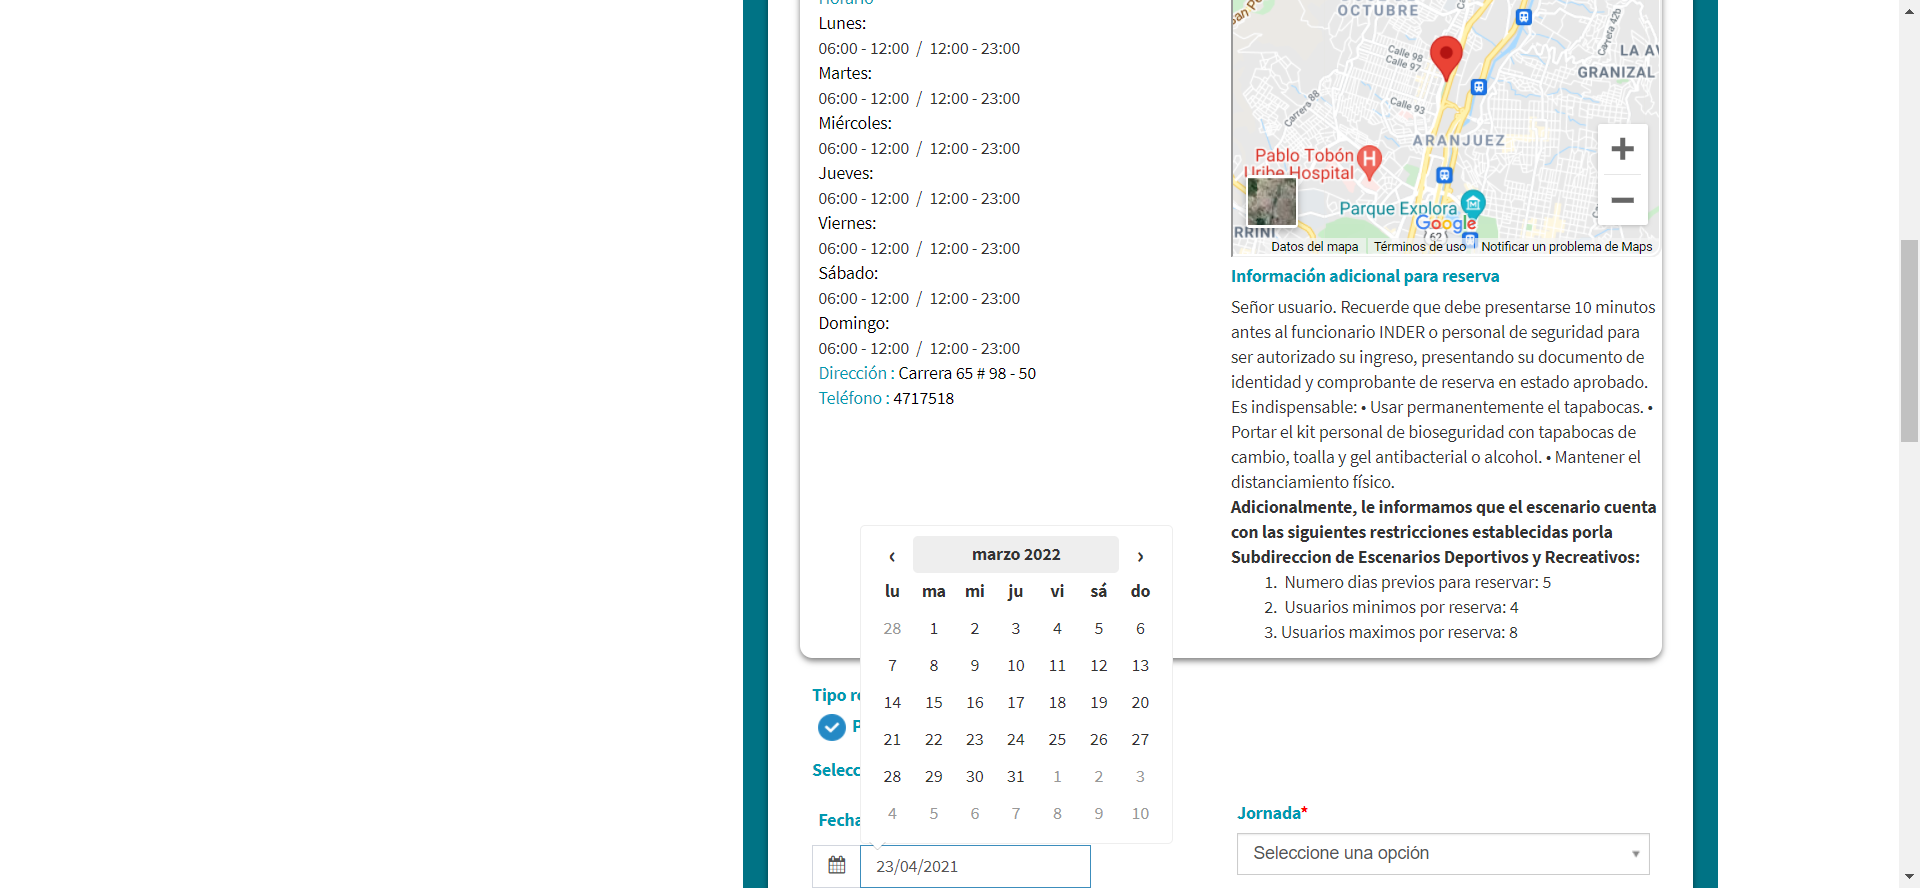 Horario
Lunes:
06:00 - 12:00 / 12:00 - 23:00
Martes:
06:00 - 12:00 / 12:00 - 23:00
Miércoles:
06:00 - 12:00 / 12:00 - 23:00
Jueves:
06:00 - 12:00 / 12:00 - 23:00
Viernes:
06:00 - 12:00 / 12:00 - 23:00
Sábado:
06:00 - 12:00 / 12:00 - 23:00
Domingo:
06:00 - 12:00 / 12:00 - 23:00
Dirección : Carrera 65 # 98 - 50
Teléfono : 4717518
OCTUBRE
Calle 98
Calle 97
Carrera 42b
LA AV
GRANIZAL
Carrera 88
Calle 93
ARANJUEZ
Pablo Tobón
Uribe Hospital
Parque Explora
Google
RRINI
62
Datos del mapa
Términos de uso
Notificar un problema de Maps
Información adicional para reserva
Señor usuario. Recuerde que debe presentarse 10 minutos
antes al funcionario INDER o personal de seguridad para
ser autorizado su ingreso, presentando su documento de
identidad y comprobante de reserva en estado aprobado.
Es indispensable: • Usar permanentemente el tapabocas. •
Portar el kit personal de bioseguridad con tapabocas de
cambio, toalla y gel antibacterial o alcohol. • Mantener el
distanciamiento físico.
Adicionalmente, le informamos que el escenario cuenta
con las siguientes restricciones establecidas porla
Subdireccion de Escenarios Deportivos y Recreativos:
1. Numero dias previos para reservar: 5
2. Usuarios minimos por reserva: 4
3. Usuarios maximos por reserva: 8
‹ marzo 2022 ›
lu ma mi ju vi sá do
28 1 2 3 4 5 6
7 8 9 10 11 12 13
14 15 16 17 18 19 20
21 22 23 24 25 26 27
28 29 30 31 1 2 3
4 5 6 7 8 9 10
Tipo
Selecc
Fecha
23/04/2021
Jornada*
Seleccione una opción